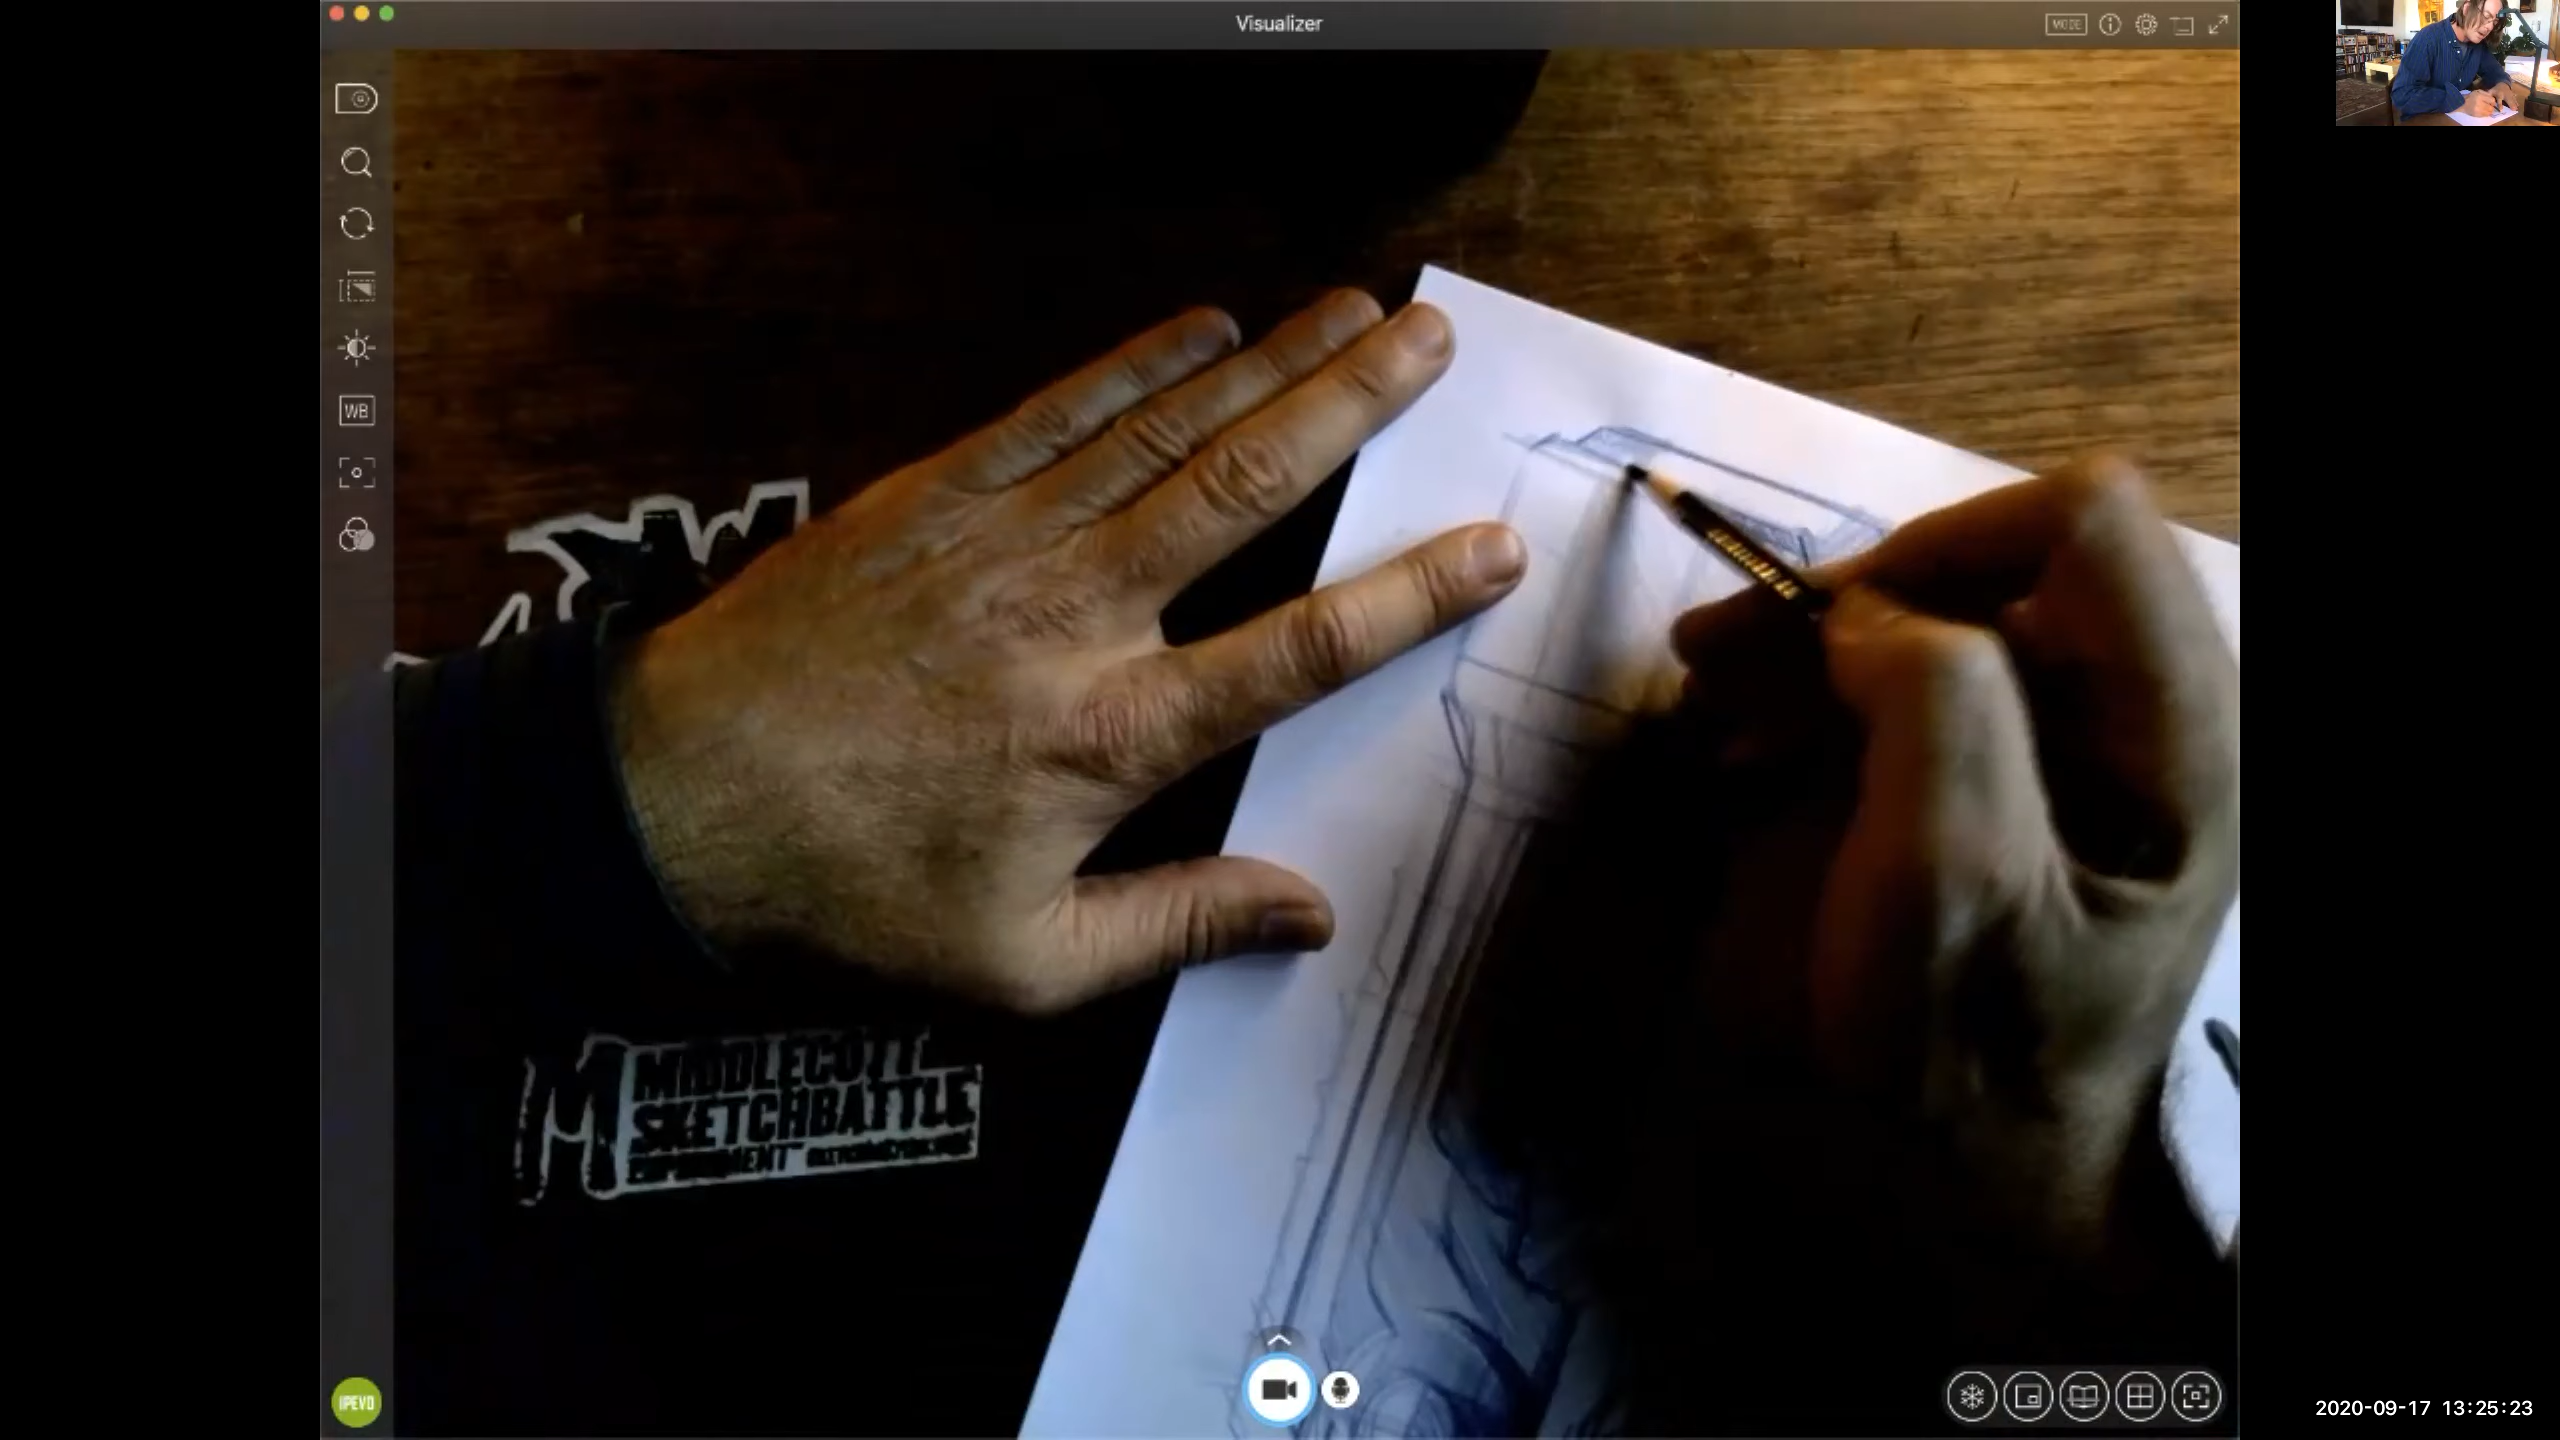 Visualizer
MODE
WB
MIDDLECOTT
SKETCHBATTLE
EXPERIMENT
IPEVO
2020-09-17 13:25:23